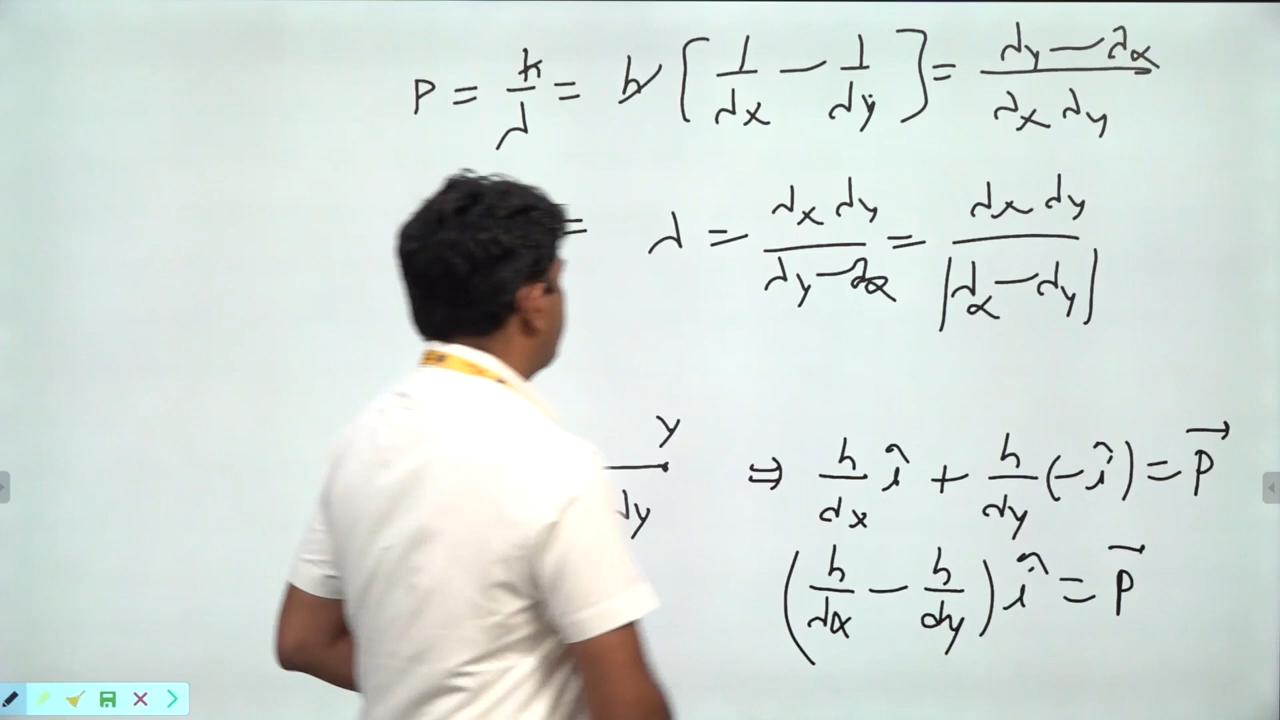 P = h/λ = h [ 1/λx − 1/λy ] = (λy − λx)/(λx λy)
= λ = (λx λy)/(λy − λx) = (λx λy)/|λx − λy|
y
λy
⇒ h/λx î + h/λy (−î) = P⃗
( h/λx − h/λy ) î = P⃗